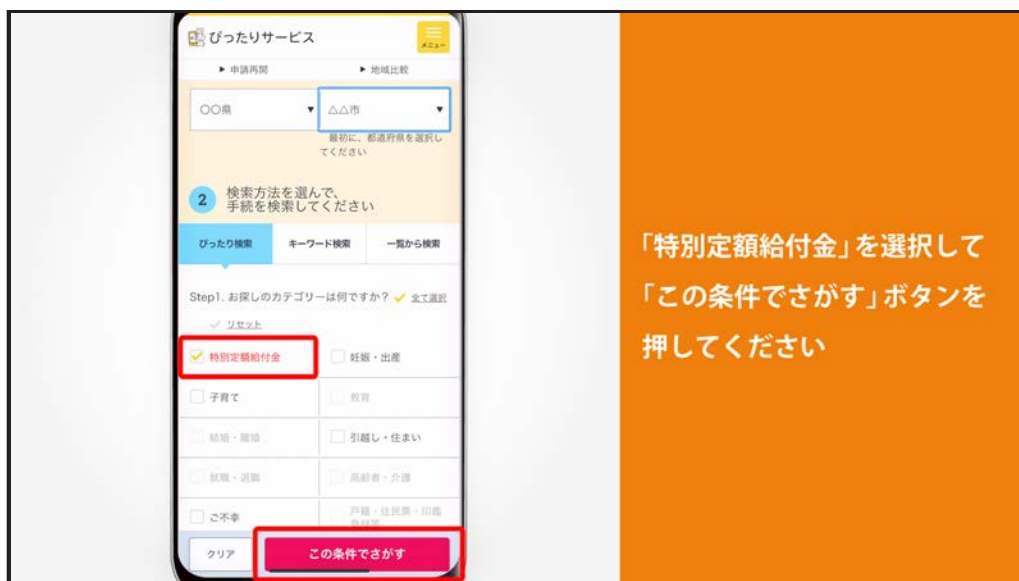 ぴったりサービス
メニュー
▶ 申請再開
▶ 地域比較
〇〇県 ▼
△△市 ▼
最初に、都道府県を選択し
てください
2
検索方法を選んで、
手続を検索してください
ぴったり検索
キーワード検索
一覧から検索
Step1. お探しのカテゴリーは何ですか?
全て選択
リセット
特別定額給付金
妊娠・出産
子育て
教育
結婚・離婚
引越し・住まい
就職・退職
高齢者・介護
ご不幸
戸籍・住民票・印鑑
登録等
クリア
この条件でさがす
「特別定額給付金」を選択して
「この条件でさがす」ボタンを
押してください